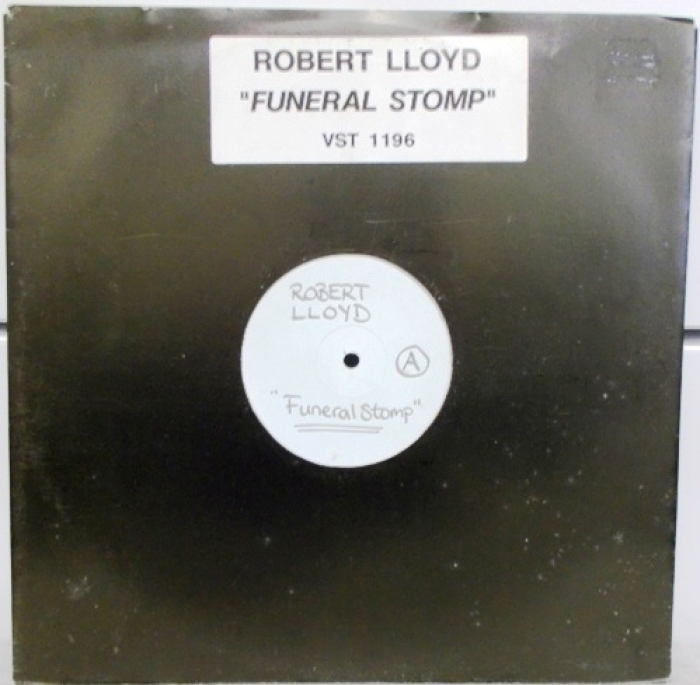 ROBERT LLOYD
"FUNERAL STOMP"
VST 1196
ROBERT
LLOYD
A
"Funeral Stomp"